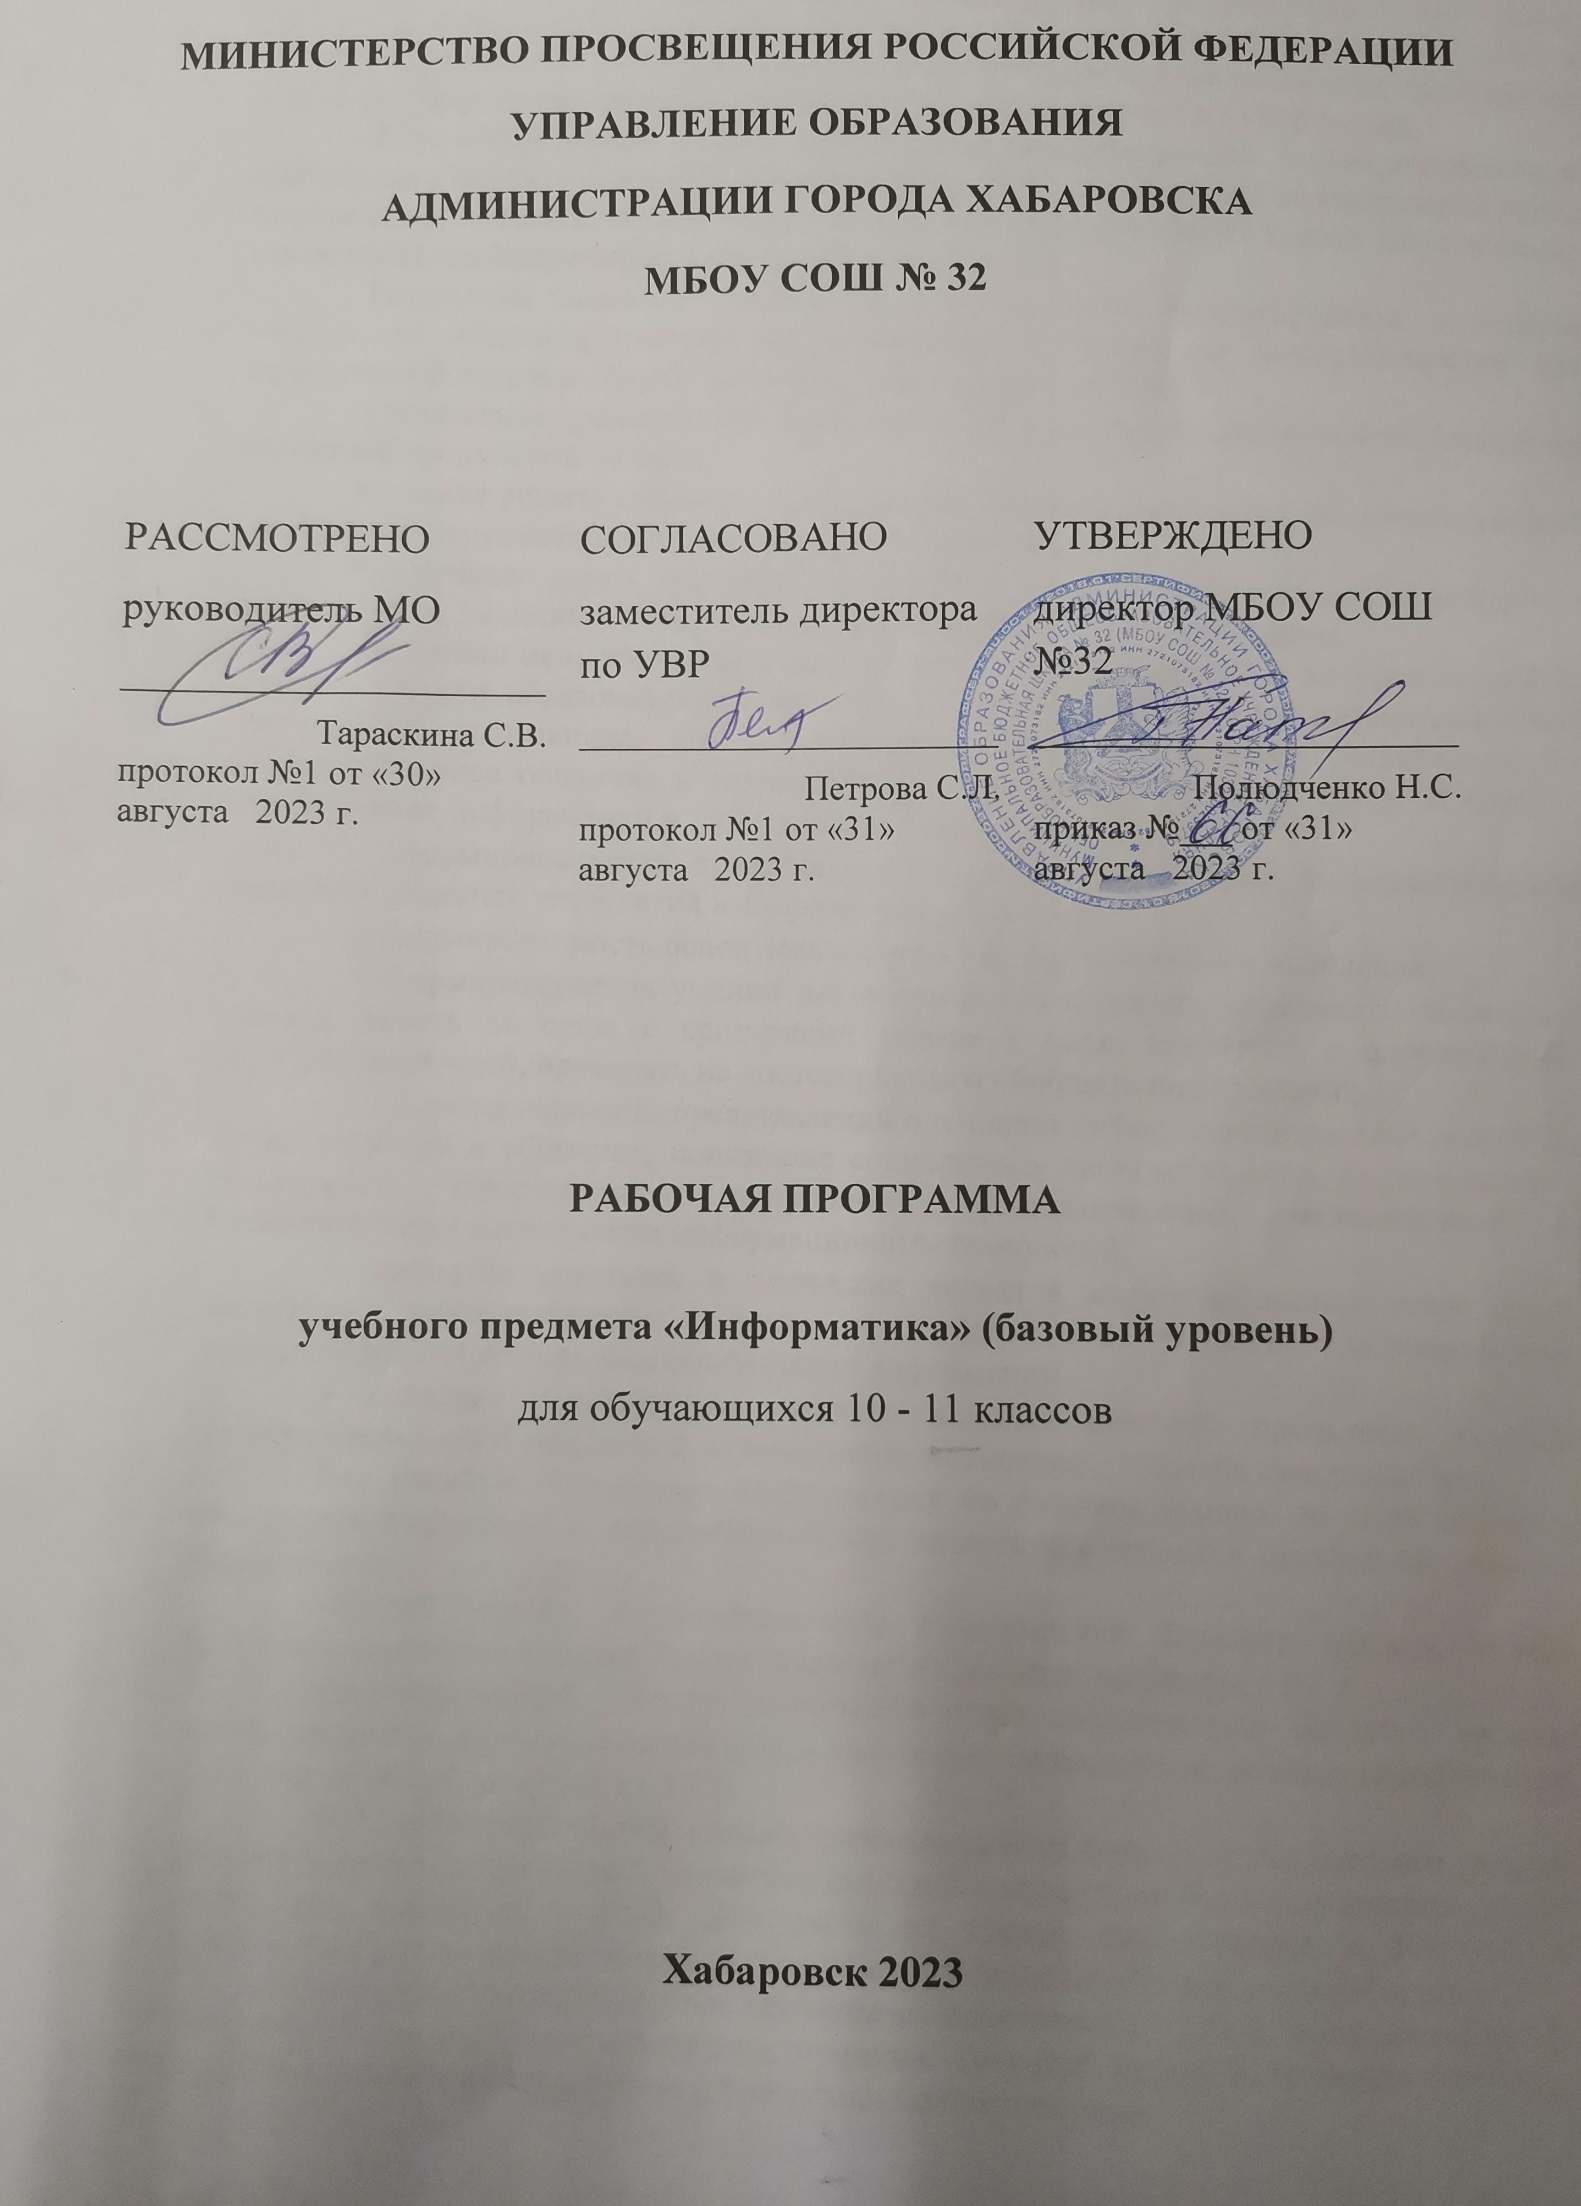 МИНИСТЕРСТВО ПРОСВЕЩЕНИЯ РОССИЙСКОЙ ФЕДЕРАЦИИ
УПРАВЛЕНИЕ ОБРАЗОВАНИЯ
АДМИНИСТРАЦИИ ГОРОДА ХАБАРОВСКА
МБОУ СОШ № 32
РАССМОТРЕНО
руководитель МО
Тараскина С.В.
протокол №1 от «30»
августа 2023 г.
СОГЛАСОВАНО
заместитель директора
по УВР
Петрова С.Л.
протокол №1 от «31»
августа 2023 г.
УТВЕРЖДЕНО
директор МБОУ СОШ
№32
Полюдченко Н.С.
приказ № от «31»
августа 2023 г.
РАБОЧАЯ ПРОГРАММА
учебного предмета «Информатика» (базовый уровень)
для обучающихся 10 - 11 классов
Хабаровск 2023